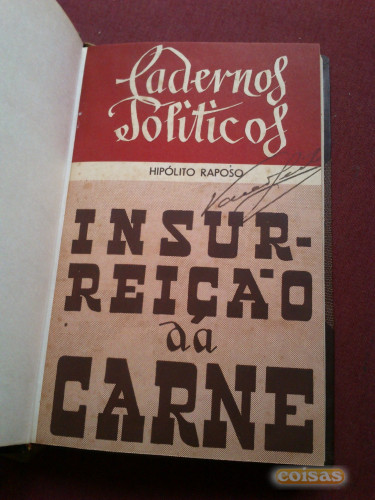 Cadernos
Políticos
HIPÓLITO RAPOSO
INSUR-
REIÇÃO
da
CARNE
coisas